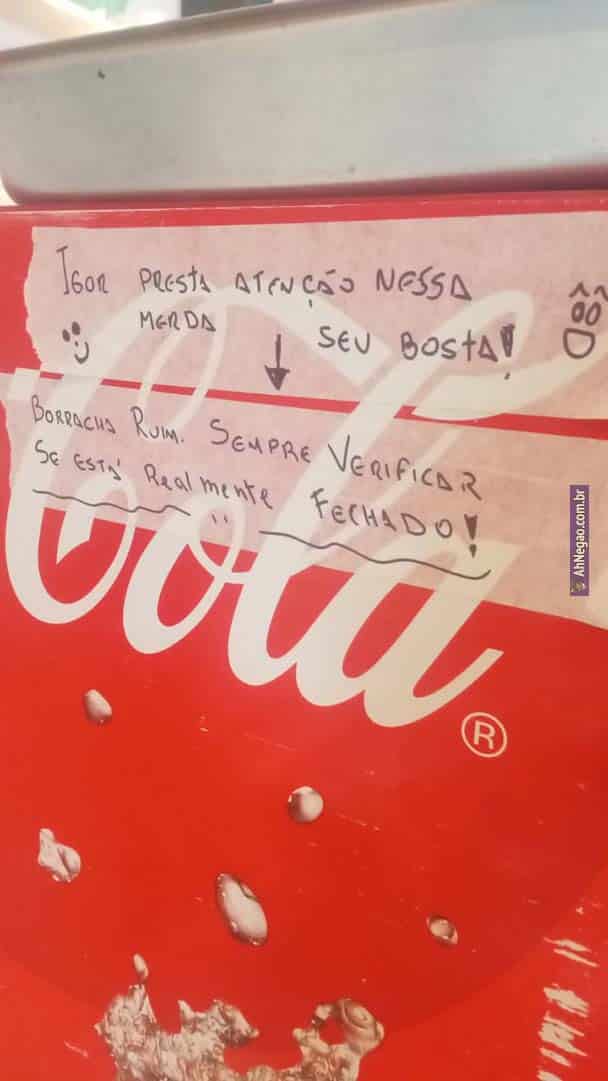 IGOR PRESTA ATENÇÃO NESSA
MERDA SEU BOSTA!
BORRACHA RUIM. SEMPRE VERIFICAR
SE ESTÁ REALMENTE FECHADO!
Cola
®
AhNegao.com.br